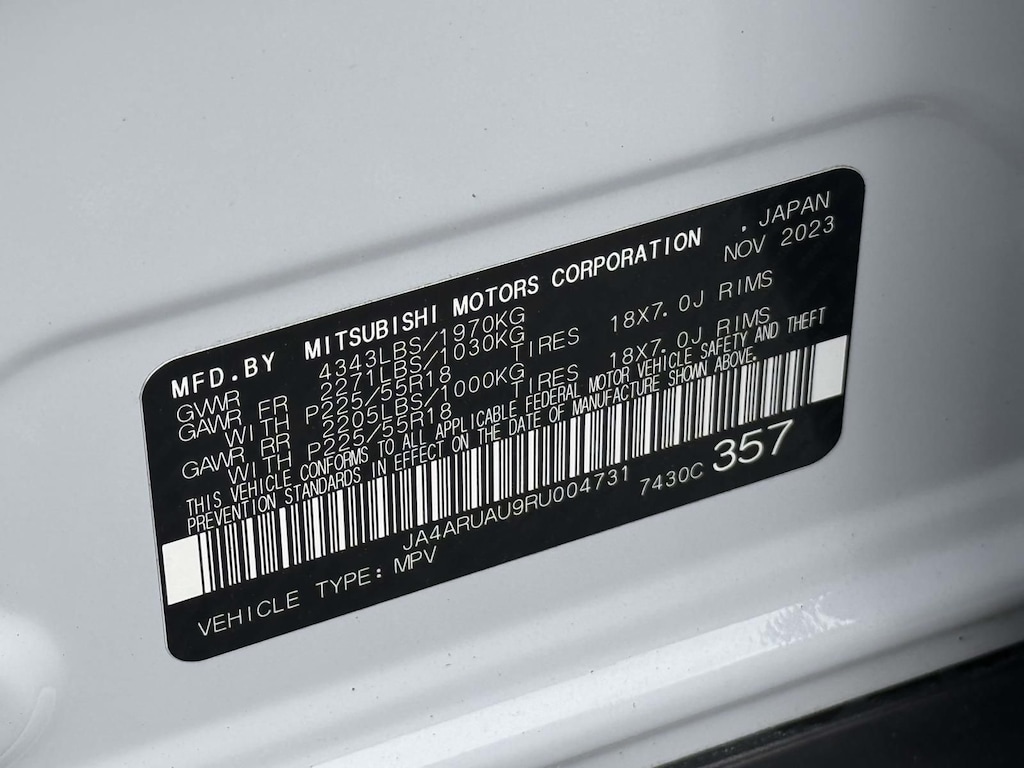 MFD.BY MITSUBISHI MOTORS CORPORATION . JAPAN
NOV 2023
GVWR 4343LBS/1970KG
GAWR FR 2271LBS/1030KG
WITH P225/55R18 TIRES 18X7.0J RIMS
GAWR RR 2205LBS/1000KG
WITH P225/55R18 TIRES 18X7.0J RIMS
THIS VEHICLE CONFORMS TO ALL APPLICABLE FEDERAL MOTOR VEHICLE SAFETY AND THEFT
PREVENTION STANDARDS IN EFFECT ON THE DATE OF MANUFACTURE SHOWN ABOVE.
JA4ARUAU9RU004731 7430C 357
VEHICLE TYPE: MPV